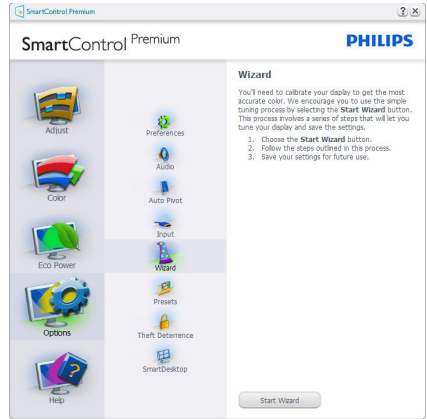 SmartControl Premium
? ×
SmartControl Premium
PHILIPS
Adjust
Color
Eco Power
Options
Help
Preferences
Audio
Auto Pivot
Input
Wizard
Presets
Theft Deterrence
SmartDesktop
Wizard
You'll need to calibrate your display to get the most
accurate color. We encourage you to use the simple
tuning process by selecting the Start Wizard button.
This process involves a series of steps that will let you
tune your display and save the settings.
1. Choose the Start Wizard button.
2. Follow the steps outlined in this process.
3. Save your settings for future use.
Start Wizard